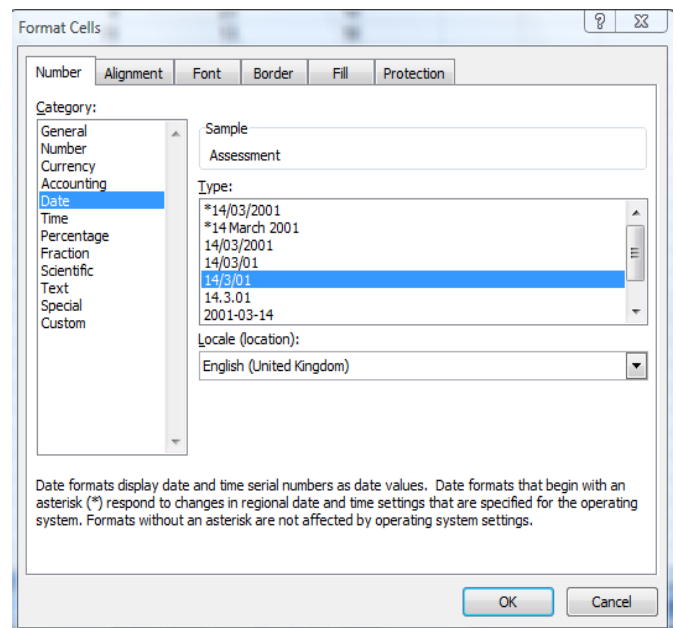 Format Cells
Number Alignment Font Border Fill Protection
Category:
General
Number
Currency
Accounting
Date
Time
Percentage
Fraction
Scientific
Text
Special
Custom
Sample
Assessment
Type:
*14/03/2001
*14 March 2001
14/03/2001
14/03/01
14/3/01
14.3.01
2001-03-14
Locale (location):
English (United Kingdom)
Date formats display date and time serial numbers as date values. Date formats that begin with an
asterisk (*) respond to changes in regional date and time settings that are specified for the operating
system. Formats without an asterisk are not affected by operating system settings.
OK Cancel